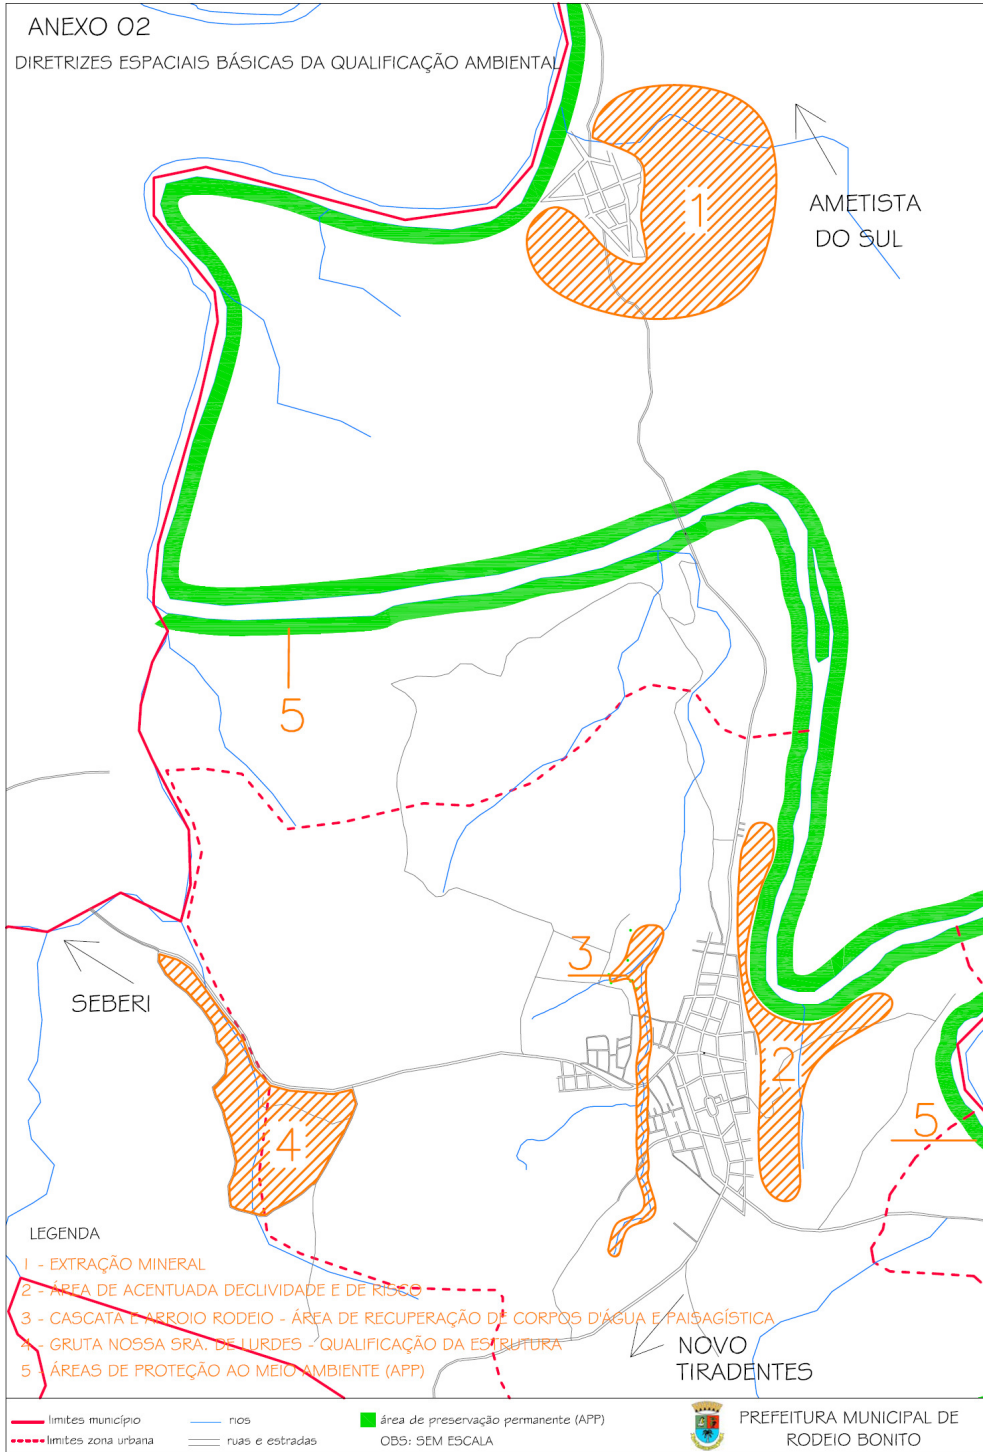 ANEXO 02
DIRETRIZES ESPACIAIS BÁSICAS DA QUALIFICAÇÃO AMBIENTAL
1
AMETISTA
DO SUL
5
3
SEBERI
2
4
5
LEGENDA
1 - EXTRAÇÃO MINERAL
2 - ÁREA DE ACENTUADA DECLIVIDADE E DE RISCO
3 - CASCATA E ARROIO RODEIO - ÁREA DE RECUPERAÇÃO DE CORPOS D'ÁGUA E PAISAGÍSTICA
4 - GRUTA NOSSA SRA. DE LURDES - QUALIFICAÇÃO DA ESTRUTURA
5 - ÁREAS DE PROTEÇÃO AO MEIO AMBIENTE (APP)
NOVO
TIRADENTES
limites município
rios
área de preservação permanente (APP)
limites zona urbana
ruas e estradas
OBS: SEM ESCALA
PREFEITURA MUNICIPAL DE
RODEIO BONITO